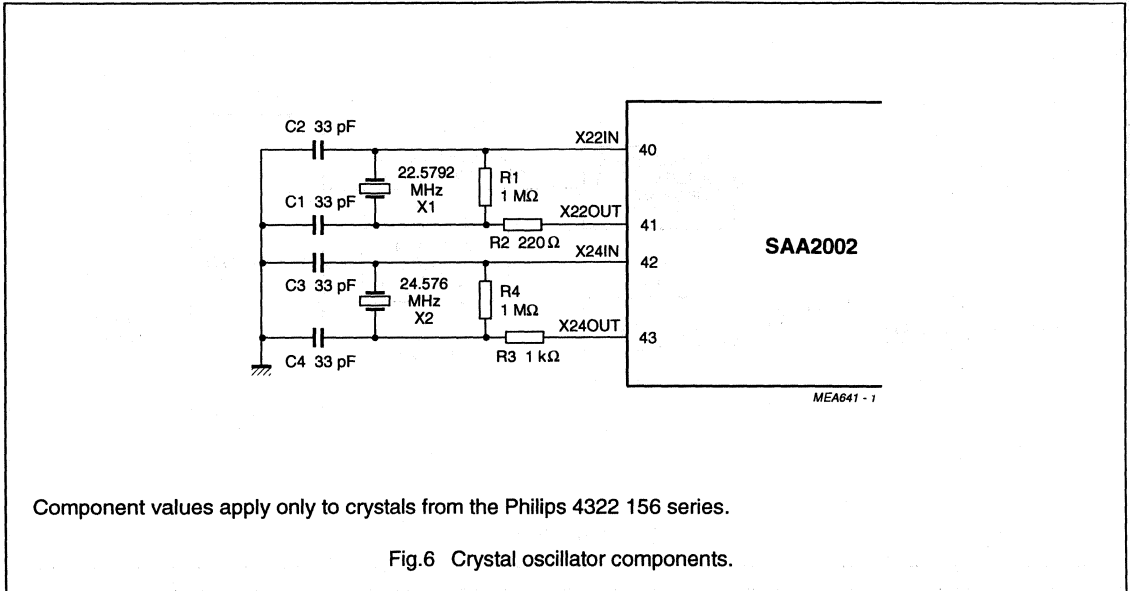 C2 33 pF
X22IN
40
22.5792
MHz
X1
R1
1 MΩ
C1 33 pF
X22OUT
41
R2 220 Ω
SAA2002
X24IN
42
C3 33 pF
24.576
MHz
X2
R4
1 MΩ
X24OUT
43
C4 33 pF
R3 1 kΩ
MEA641 - 1
Component values apply only to crystals from the Philips 4322 156 series.
Fig.6 Crystal oscillator components.